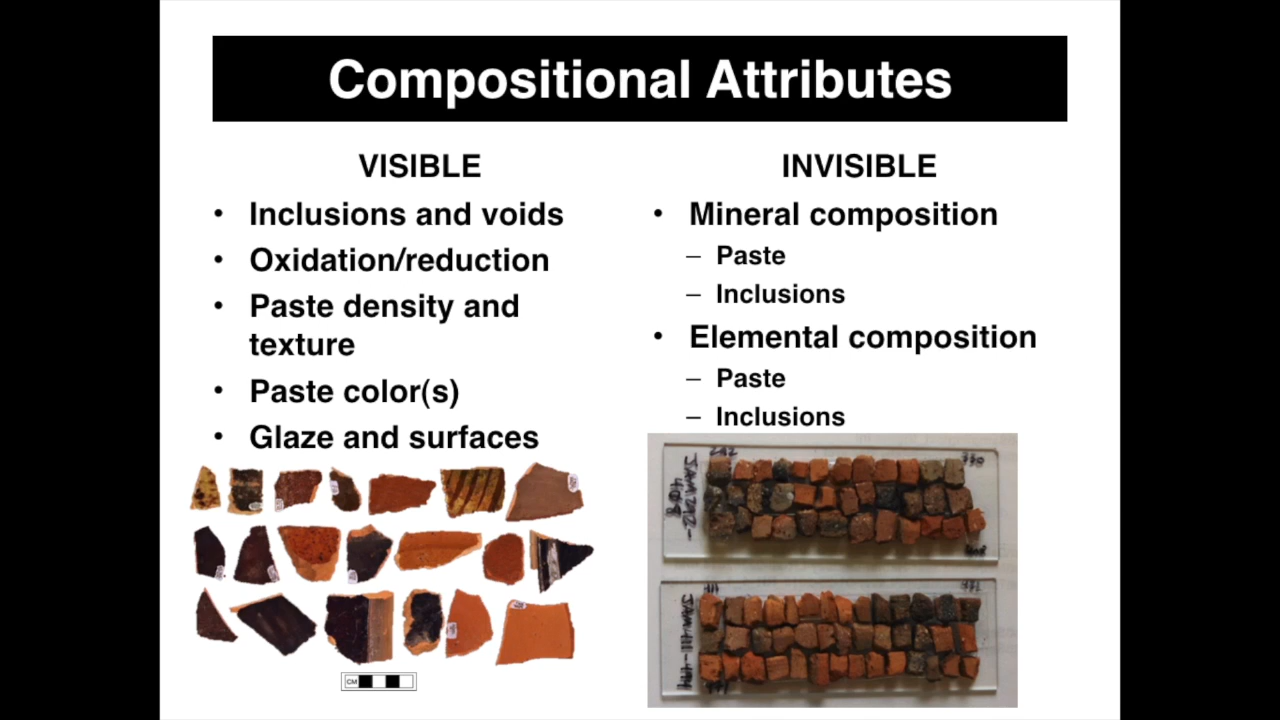 Compositional Attributes
VISIBLE
• Inclusions and voids
• Oxidation/reduction
• Paste density and
texture
• Paste color(s)
• Glaze and surfaces
INVISIBLE
• Mineral composition
– Paste
– Inclusions
• Elemental composition
– Paste
– Inclusions
CM